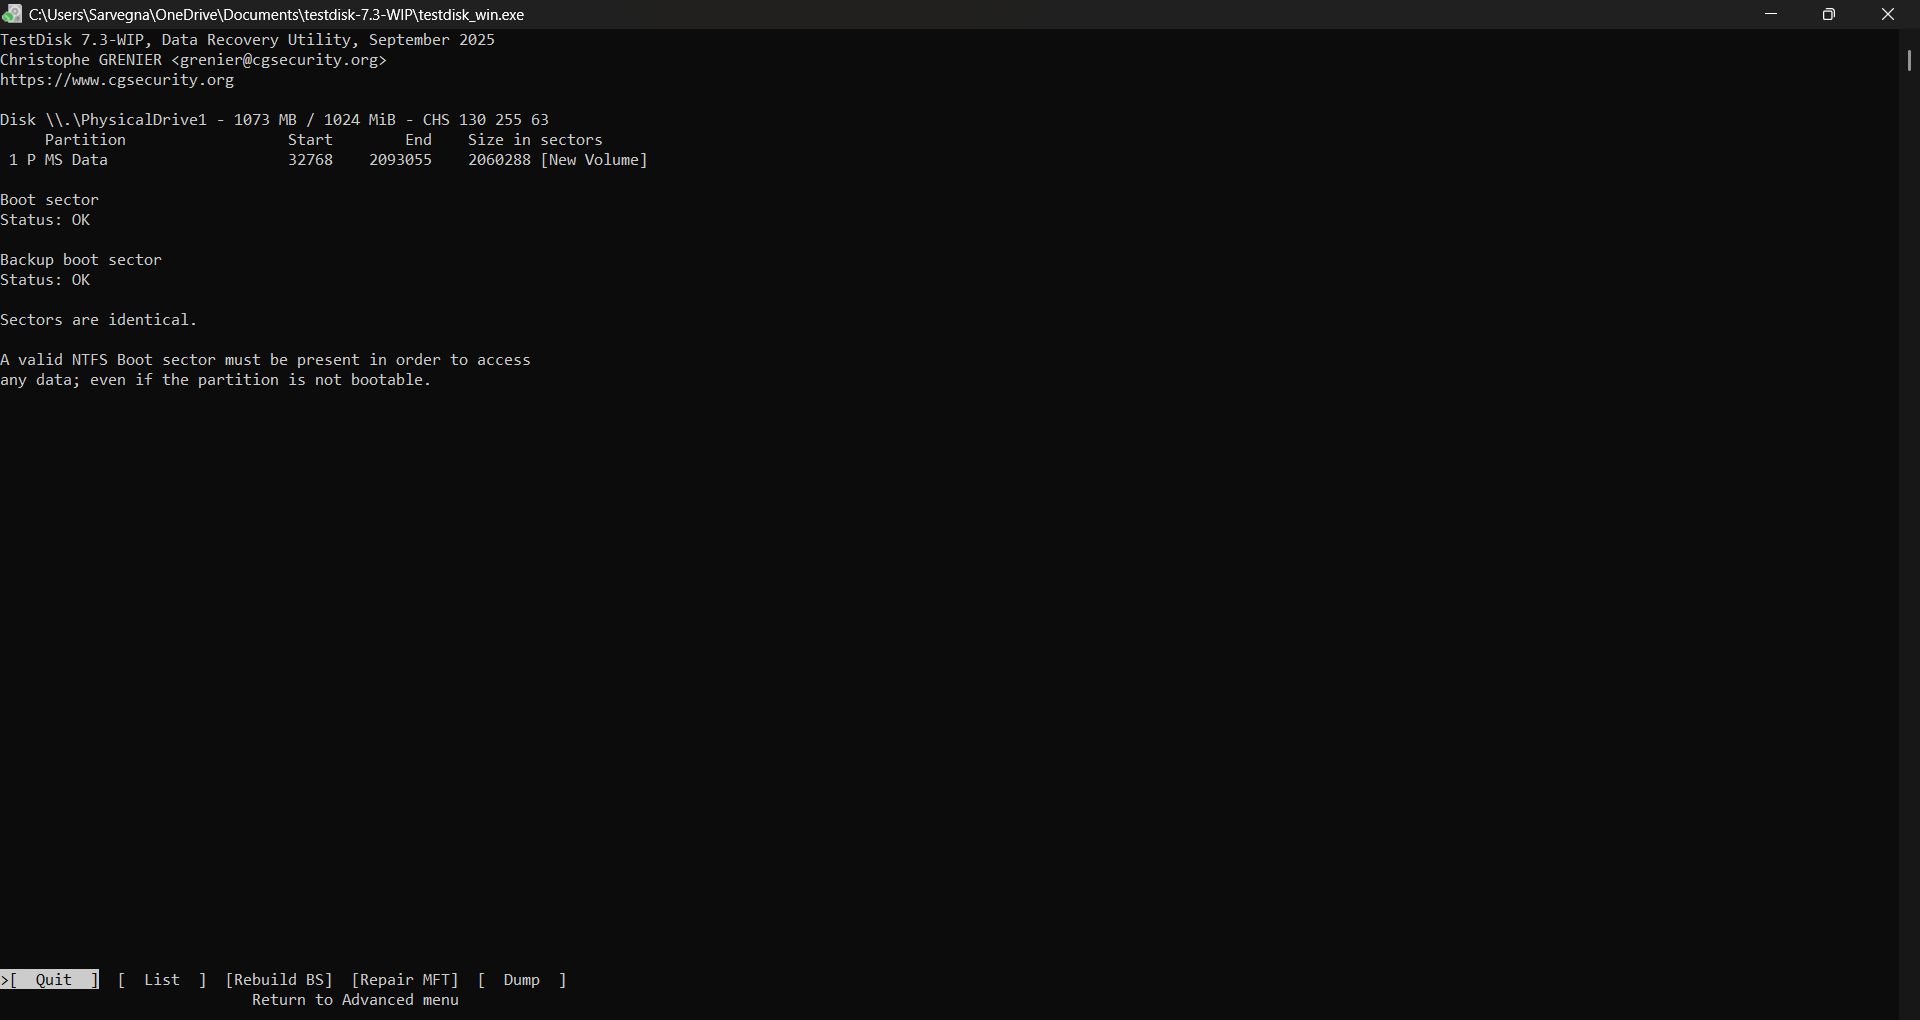 C:\Users\Sarvegna\OneDrive\Documents\testdisk-7.3-WIP\testdisk_win.exe
TestDisk 7.3-WIP, Data Recovery Utility, September 2025
Christophe GRENIER <grenier@cgsecurity.org>
https://www.cgsecurity.org

Disk \\.\PhysicalDrive1 - 1073 MB / 1024 MiB - CHS 130 255 63
     Partition                  Start        End    Size in sectors
 1 P MS Data                    32768    2093055    2060288 [New Volume]

Boot sector
Status: OK

Backup boot sector
Status: OK

Sectors are identical.

A valid NTFS Boot sector must be present in order to access
any data; even if the partition is not bootable.

>[  Quit  ]  [  List  ]  [Rebuild BS]  [Repair MFT]  [  Dump  ]
                            Return to Advanced menu